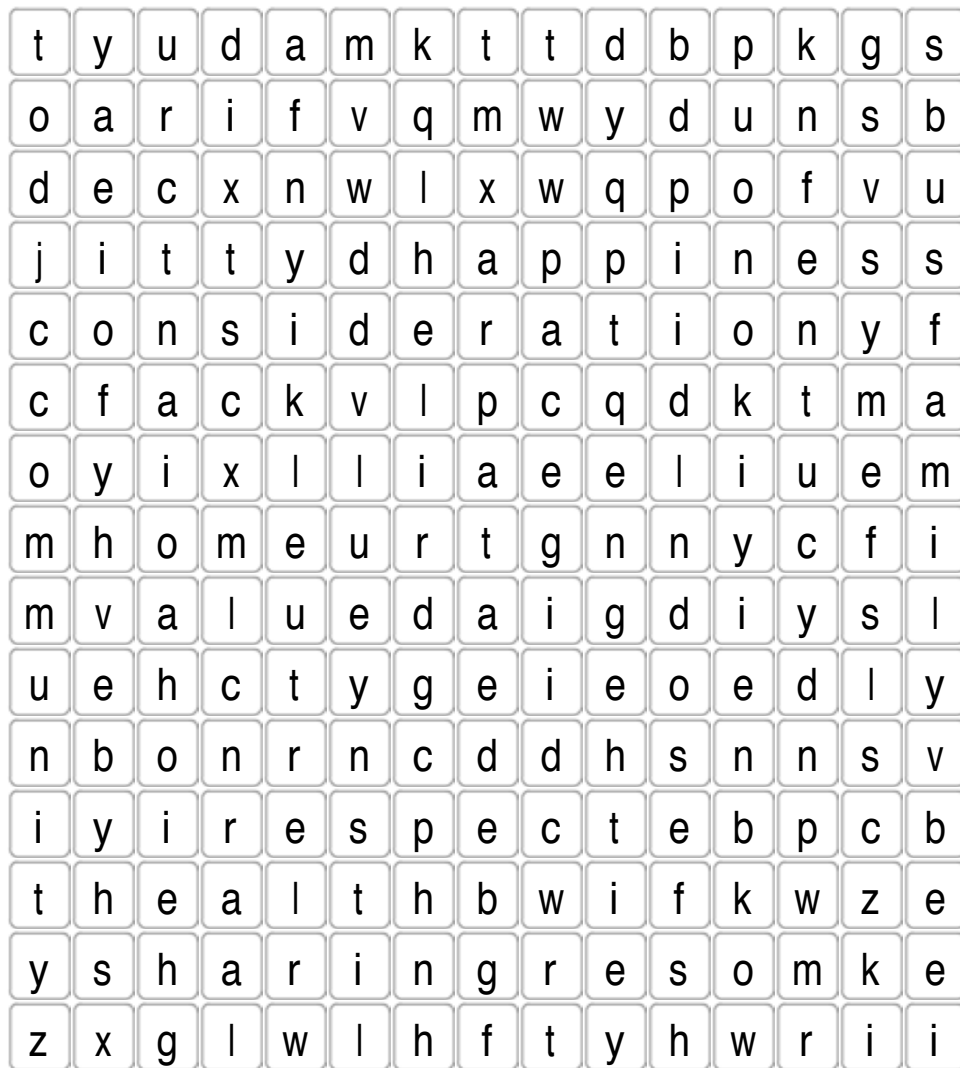 t y u d a m k t t d b p k g s
o a r i f v q m w y d u n s b
d e c x n w l x w q p o f v u
j i t t y d h a p p i n e s s
c o n s i d e r a t i o n y f
c f a c k v l p c q d k t m a
o y i x l l i a e e l i u e m
m h o m e u r t g n n y c f i
m v a l u e d a i g d i y s l
u e h c t y g e i e o e d l y
n b o n r n c d d h s n n s v
i y i r e s p e c t e b p c b
t h e a l t h b w i f k w z e
y s h a r i n g r e s o m k e
z x g l w l h f t y h w r i i